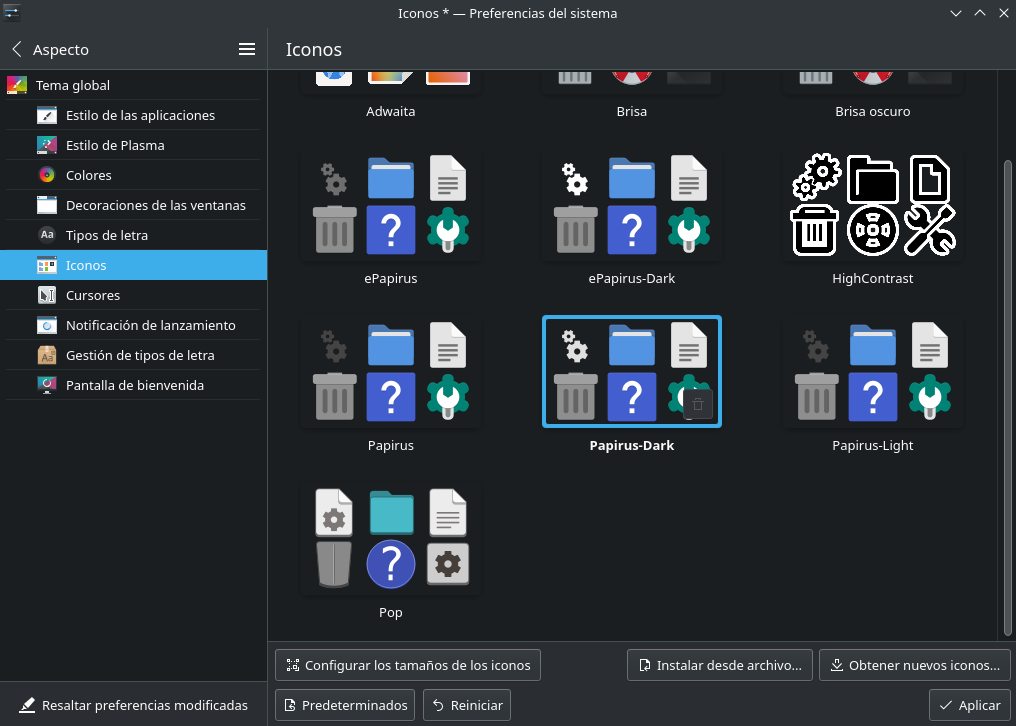 Iconos * — Preferencias del sistema
Aspecto
Iconos
Tema global
Estilo de las aplicaciones
Estilo de Plasma
Colores
Decoraciones de las ventanas
Aa Tipos de letra
Iconos
Cursores
Notificación de lanzamiento
Aa Gestión de tipos de letra
Pantalla de bienvenida
Resaltar preferencias modificadas
Adwaita
Brisa
Brisa oscuro
?
?
ePapirus
ePapirus-Dark
HighContrast
?
?
?
Papirus
Papirus-Dark
Papirus-Light
?
Pop
Configurar los tamaños de los iconos
Instalar desde archivo...
Obtener nuevos iconos...
Predeterminados
Reiniciar
Aplicar